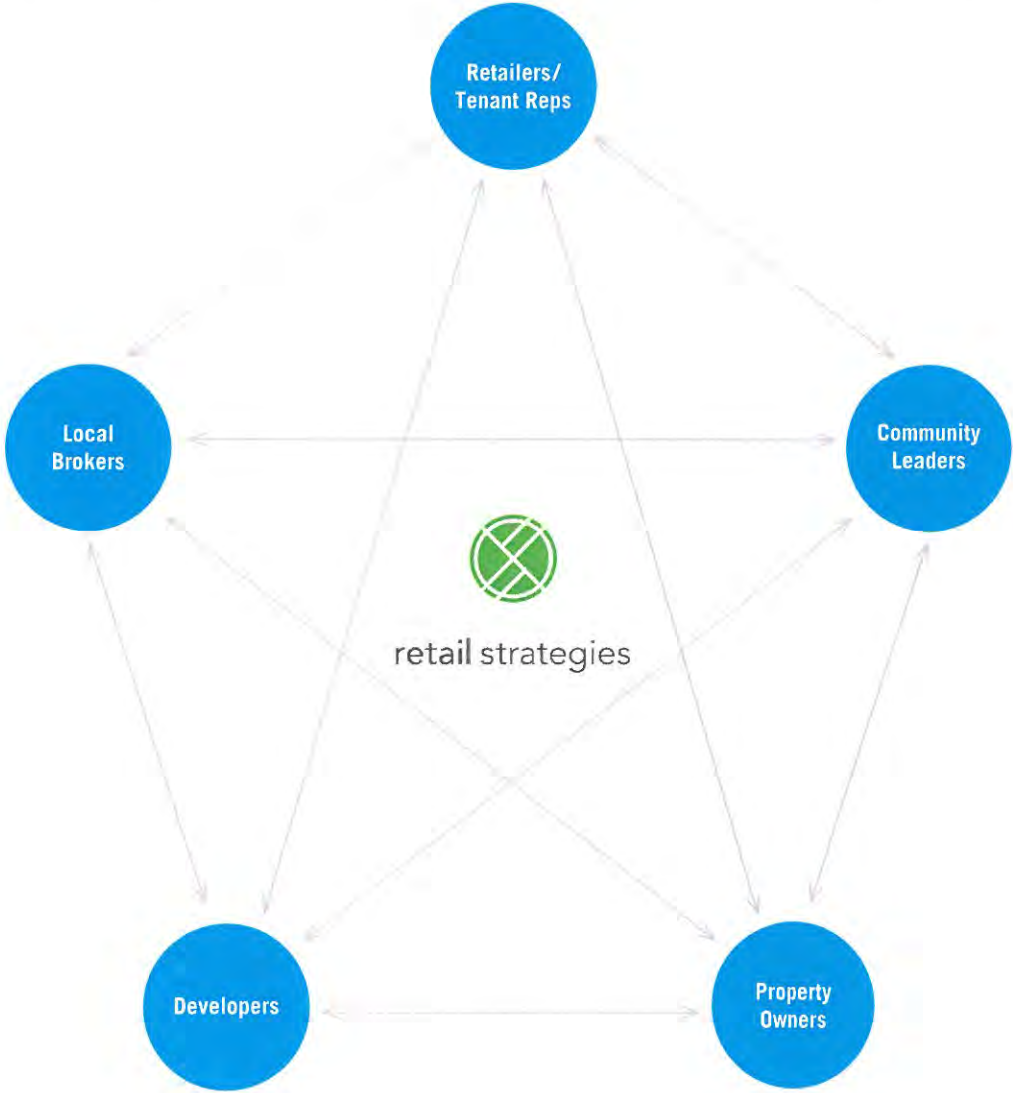 Retailers/
Tenant Reps
Local
Brokers
Community
Leaders
retail strategies
Developers
Property
Owners